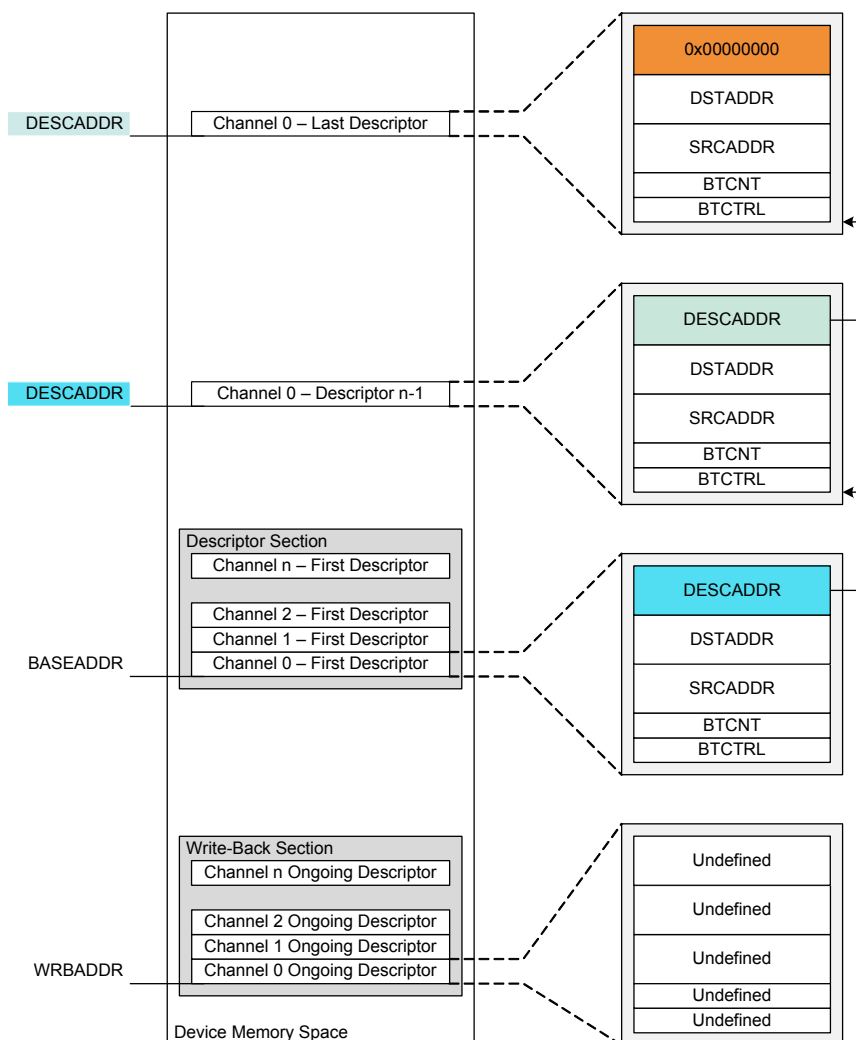 0x00000000
DESCADDR
Channel 0 – Last Descriptor
DSTADDR
SRCADDR
BTCNT
BTCTRL
DESCADDR
DESCADDR
Channel 0 – Descriptor n-1
DSTADDR
SRCADDR
BTCNT
BTCTRL
Descriptor Section
Channel n – First Descriptor
Channel 2 – First Descriptor
Channel 1 – First Descriptor
BASEADDR
Channel 0 – First Descriptor
DESCADDR
DSTADDR
SRCADDR
BTCNT
BTCTRL
Write-Back Section
Channel n Ongoing Descriptor
Channel 2 Ongoing Descriptor
Channel 1 Ongoing Descriptor
WRBADDR
Channel 0 Ongoing Descriptor
Undefined
Undefined
Undefined
Undefined
Undefined
Device Memory Space